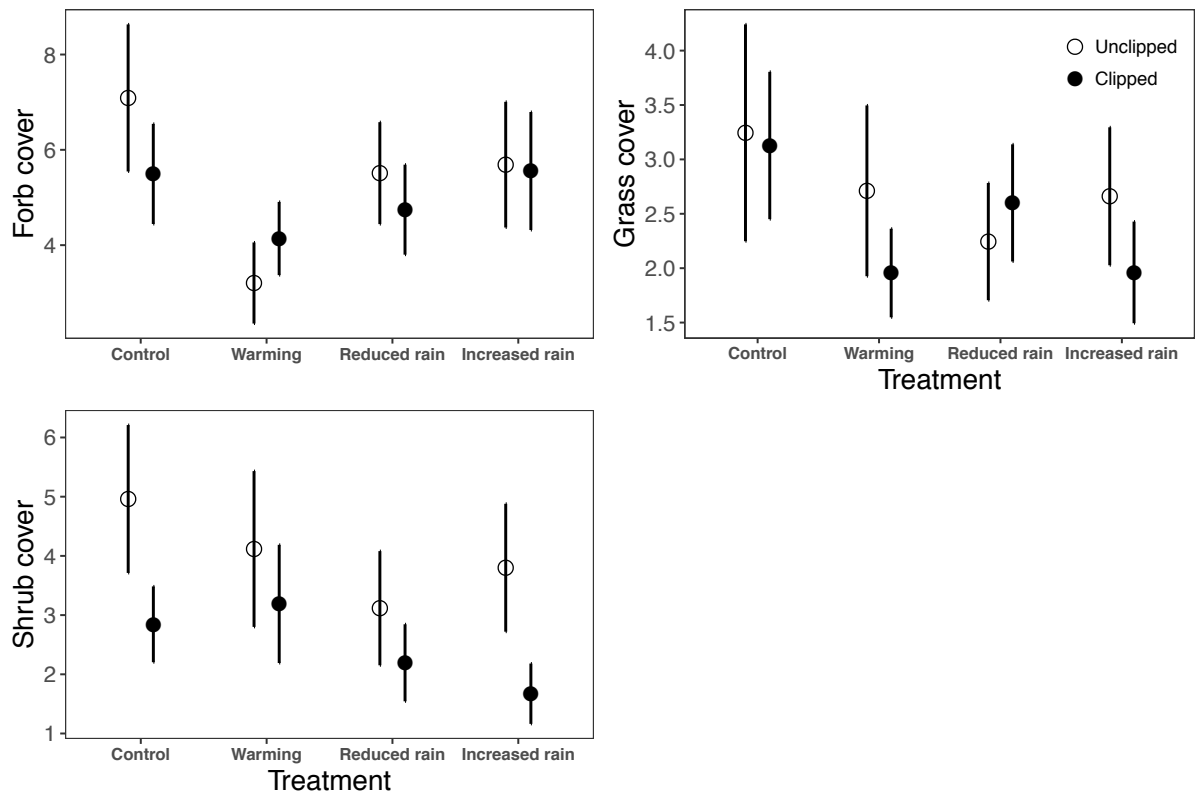 Forb cover
8
6
4
Control Warming Reduced rain Increased rain
Grass cover
4.0
3.5
3.0
2.5
2.0
1.5
Unclipped
Clipped
Control Warming Reduced rain Increased rain
Treatment
Shrub cover
6
5
4
3
2
1
Control Warming Reduced rain Increased rain
Treatment